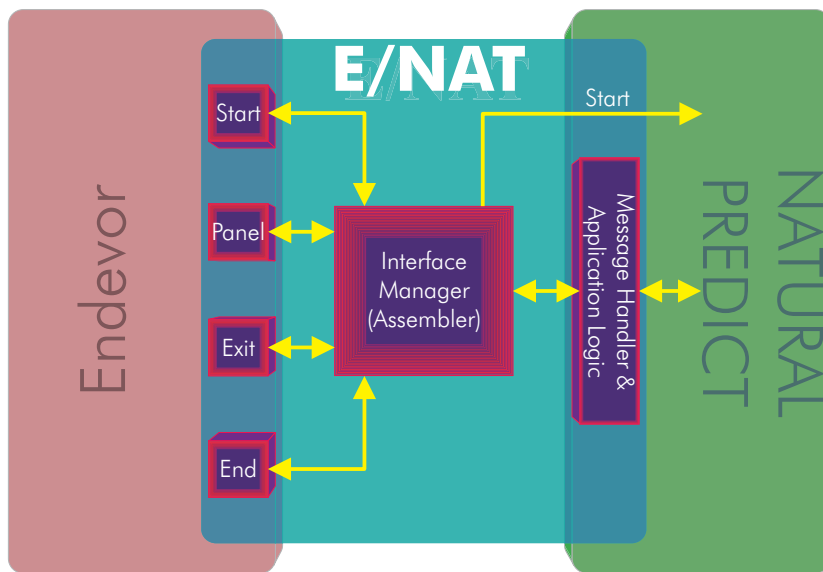 E/NAT
Endevor
Start
Panel
Exit
End
Interface
Manager
(Assembler)
Start
Message Handler &
Application Logic
NATURAL
PREDICT